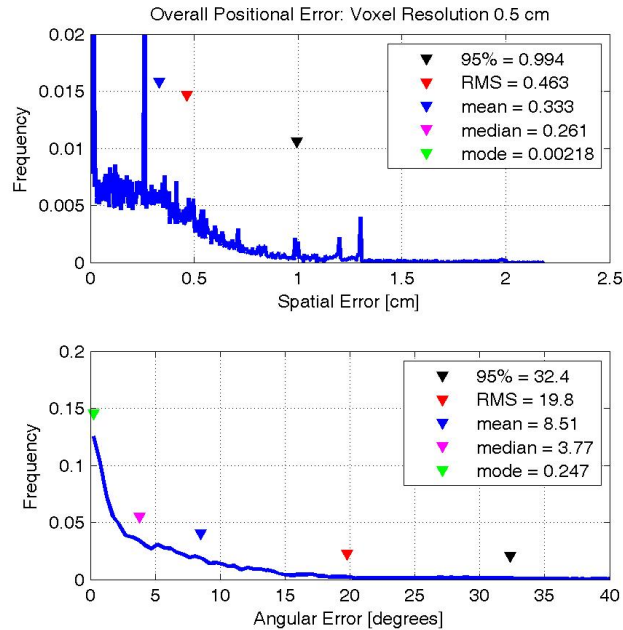 Overall Positional Error: Voxel Resolution 0.5 cm
0.02
0.015
0.01
0.005
0
Frequency
95% = 0.994
RMS = 0.463
mean = 0.333
median = 0.261
mode = 0.00218
0 0.5 1 1.5 2 2.5
Spatial Error [cm]
0.2
0.15
0.1
0.05
0
Frequency
95% = 32.4
RMS = 19.8
mean = 8.51
median = 3.77
mode = 0.247
0 5 10 15 20 25 30 35 40
Angular Error [degrees]